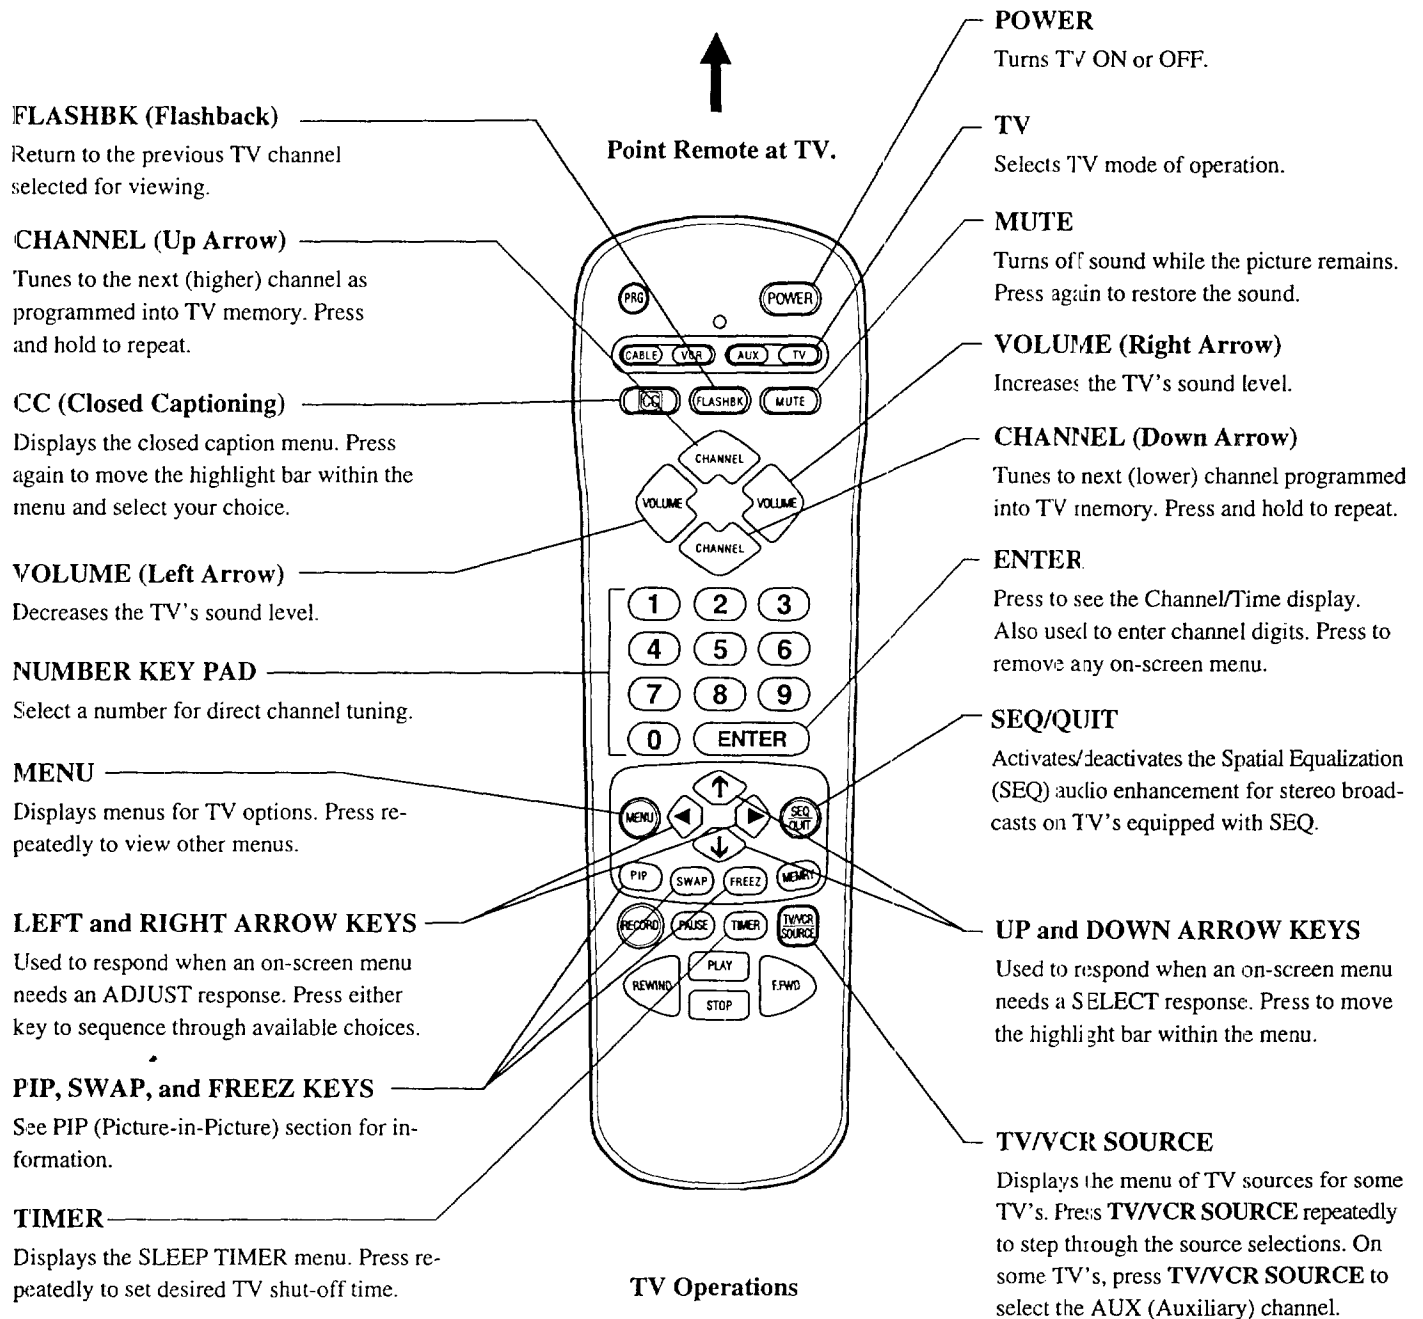 FLASHBK (Flashback)
Return to the previous TV channel
selected for viewing.
CHANNEL (Up Arrow)
Tunes to the next (higher) channel as
programmed into TV memory. Press
and hold to repeat.
CC (Closed Captioning)
Displays the closed caption menu. Press
again to move the highlight bar within the
menu and select your choice.
VOLUME (Left Arrow)
Decreases the TV's sound level.
NUMBER KEY PAD
Select a number for direct channel tuning.
MENU
Displays menus for TV options. Press re-
peatedly to view other menus.
LEFT and RIGHT ARROW KEYS
Used to respond when an on-screen menu
needs an ADJUST response. Press either
key to sequence through available choices.
PIP, SWAP, and FREEZ KEYS
See PIP (Picture-in-Picture) section for in-
formation.
TIMER
Displays the SLEEP TIMER menu. Press re-
peatedly to set desired TV shut-off time.
Point Remote at TV.
PRG POWER
CABLE VCR AUX TV
CC FLASHBK MUTE
CHANNEL
VOLUME VOLUME
CHANNEL
1 2 3
4 5 6
7 8 9
0 ENTER
MENU SEQ
QUIT
PIP SWAP FREEZ MEMRY
RECORD PAUSE TIMER TV/VCR
SOURCE
REWIND PLAY F.FWD
STOP
TV Operations
POWER
Turns TV ON or OFF.
TV
Selects TV mode of operation.
MUTE
Turns off sound while the picture remains.
Press again to restore the sound.
VOLUME (Right Arrow)
Increases the TV's sound level.
CHANNEL (Down Arrow)
Tunes to next (lower) channel programmed
into TV memory. Press and hold to repeat.
ENTER
Press to see the Channel/Time display.
Also used to enter channel digits. Press to
remove any on-screen menu.
SEQ/QUIT
Activates/deactivates the Spatial Equalization
(SEQ) audio enhancement for stereo broad-
casts on TV's equipped with SEQ.
UP and DOWN ARROW KEYS
Used to respond when an on-screen menu
needs a SELECT response. Press to move
the highlight bar within the menu.
TV/VCR SOURCE
Displays the menu of TV sources for some
TV's. Press TV/VCR SOURCE repeatedly
to step through the source selections. On
some TV's, press TV/VCR SOURCE to
select the AUX (Auxiliary) channel.